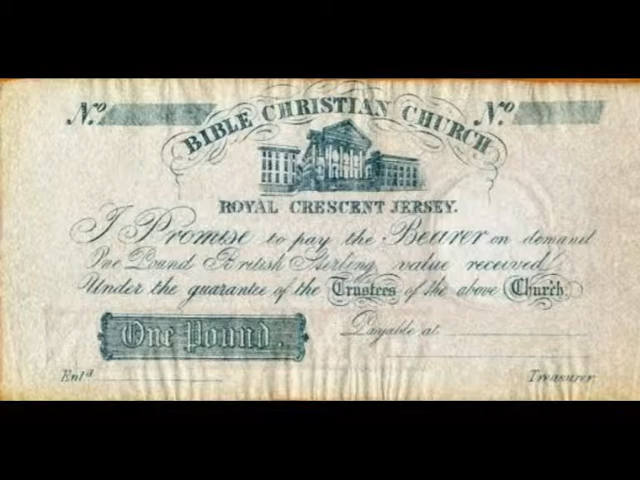 No.
No.
BIBLE CHRISTIAN CHURCH
ROYAL CRESCENT JERSEY.
I Promise to pay the Bearer on demand
One Pound British Sterling, value received
Under the guarantee of the Trustees of the above Church.
One Pound.
Payable at
Entd.
Treasurer